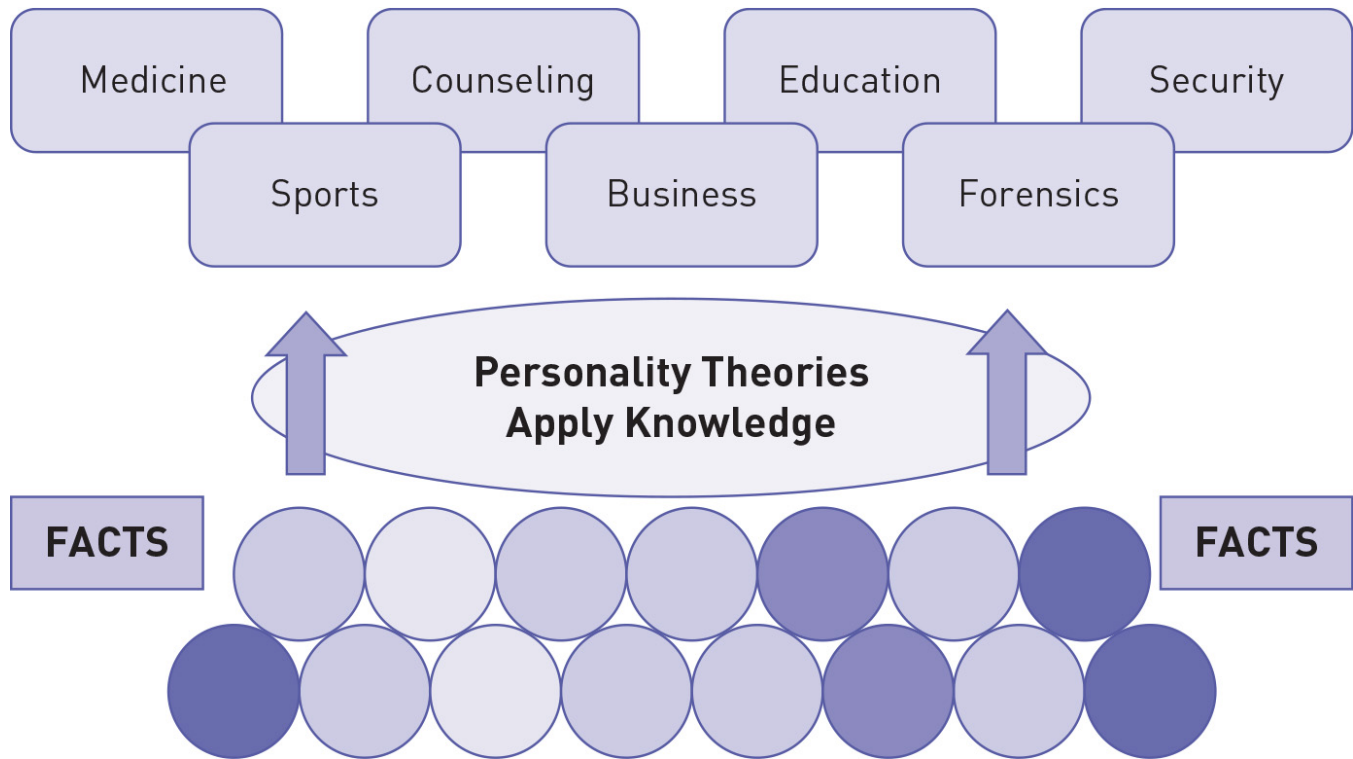 Medicine
Counseling
Education
Security
Sports
Business
Forensics
Personality Theories
Apply Knowledge
FACTS
FACTS